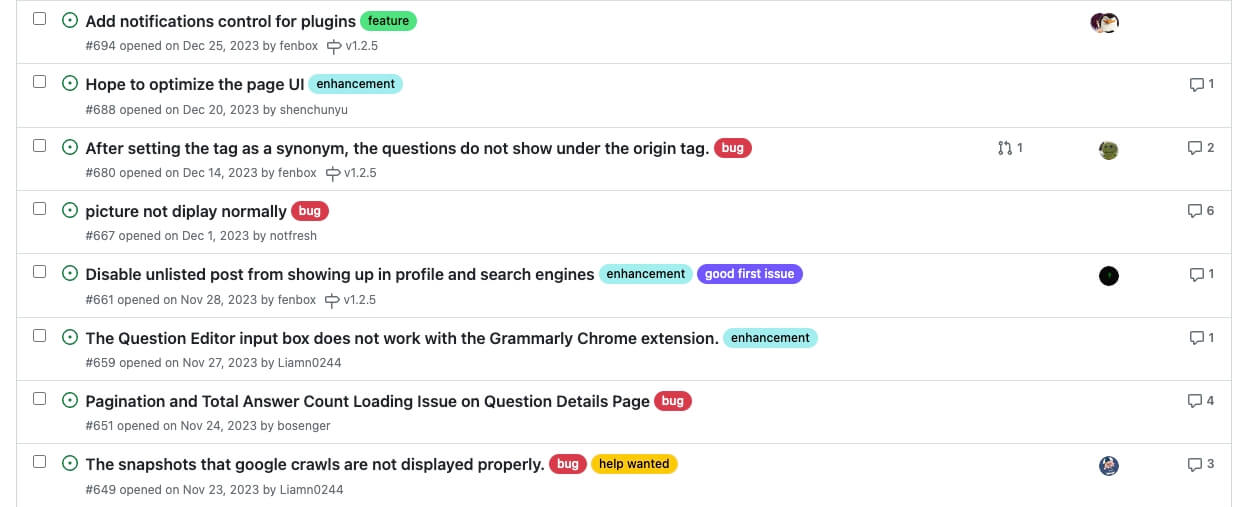 Add notifications control for plugins feature
#694 opened on Dec 25, 2023 by fenbox v1.2.5
Hope to optimize the page UI enhancement 1
#688 opened on Dec 20, 2023 by shenchunyu
After setting the tag as a synonym, the questions do not show under the origin tag. bug 1 2
#680 opened on Dec 14, 2023 by fenbox v1.2.5
picture not diplay normally bug 6
#667 opened on Dec 1, 2023 by notfresh
Disable unlisted post from showing up in profile and search engines enhancement good first issue 1
#661 opened on Nov 28, 2023 by fenbox v1.2.5
The Question Editor input box does not work with the Grammarly Chrome extension. enhancement 1
#659 opened on Nov 27, 2023 by Liamn0244
Pagination and Total Answer Count Loading Issue on Question Details Page bug 4
#651 opened on Nov 24, 2023 by bosenger
The snapshots that google crawls are not displayed properly. bug help wanted 3
#649 opened on Nov 23, 2023 by Liamn0244